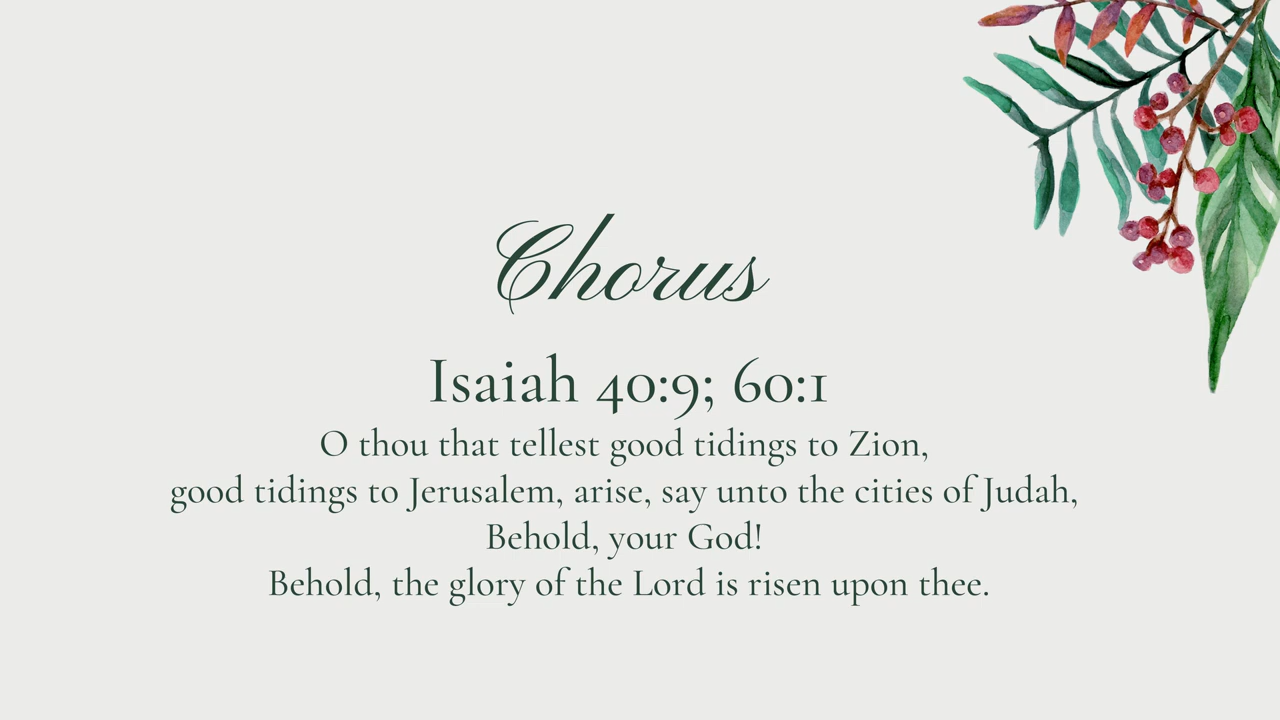 Chorus
Isaiah 40:9; 60:1
O thou that tellest good tidings to Zion,
good tidings to Jerusalem, arise, say unto the cities of Judah,
Behold, your God!
Behold, the glory of the Lord is risen upon thee.